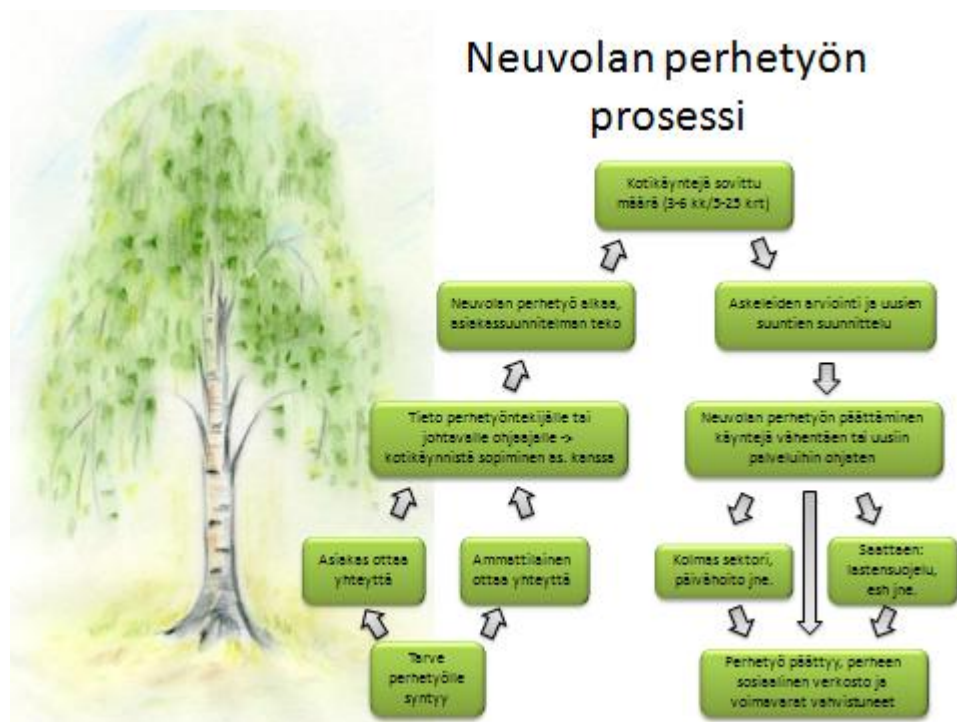 Neuvolan perhetyön
prosessi
Kotikäyntejä sovittu
määrä (3-6 kk/5-25 krt)
Neuvolan perhetyö alkaa,
asiakassuunnitelman teko
Askeleiden arviointi ja uusien
suuntien suunnittelu
Tieto perhetyöntekijälle tai
johtavalle ohjaajalle ->
kotikäynnistä sopiminen as. kanssa
Neuvolan perhetyön päättäminen
käyntejä vähentäen tai uusiin
palveluihin ohjaten
Asiakas ottaa
yhteyttä
Ammattilainen
ottaa yhteyttä
Kolmas sektori,
päivähoito jne.
Saattaen:
lastensuojelu,
esh jne.
Tarve
perhetyölle
syntyy
Perhetyö päättyy, perheen
sosiaalinen verkosto ja
voimavarat vahvistuneet